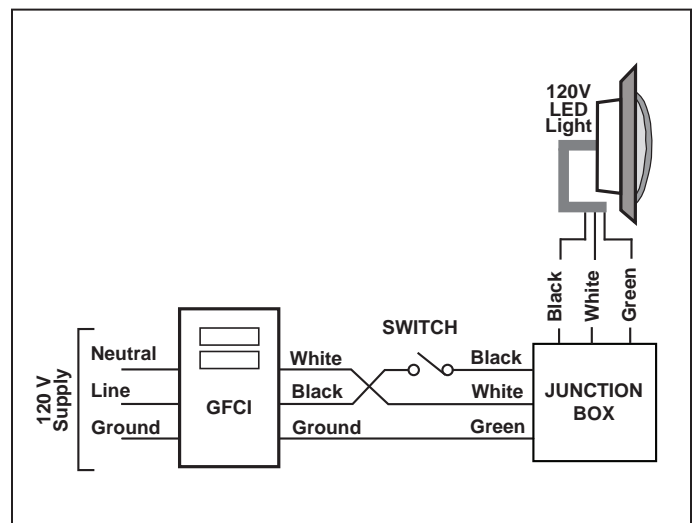 120V
LED
Light
Black
White
Green
SWITCH
120 V
Supply
Neutral
White
Black
Line
GFCI
Black
White
JUNCTION
BOX
Ground
Ground
Green